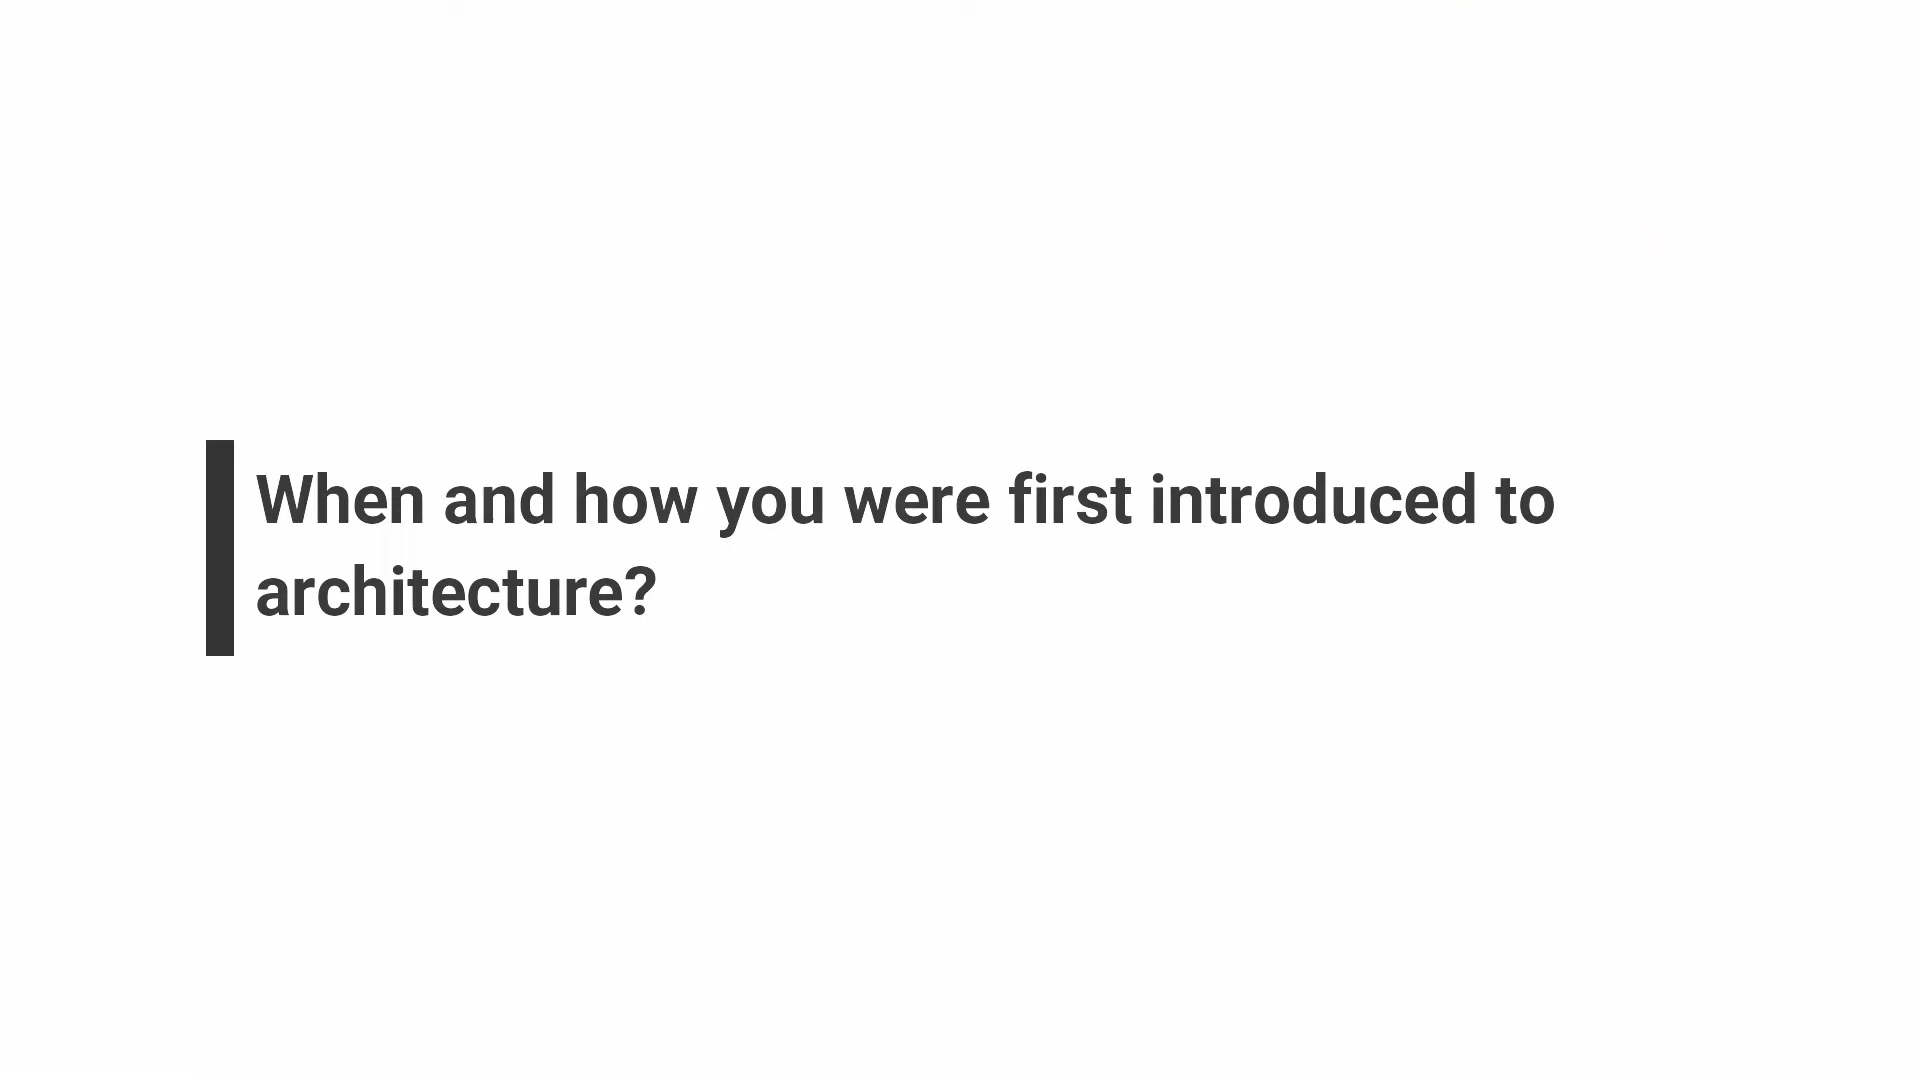 When and how you were first introduced to
architecture?